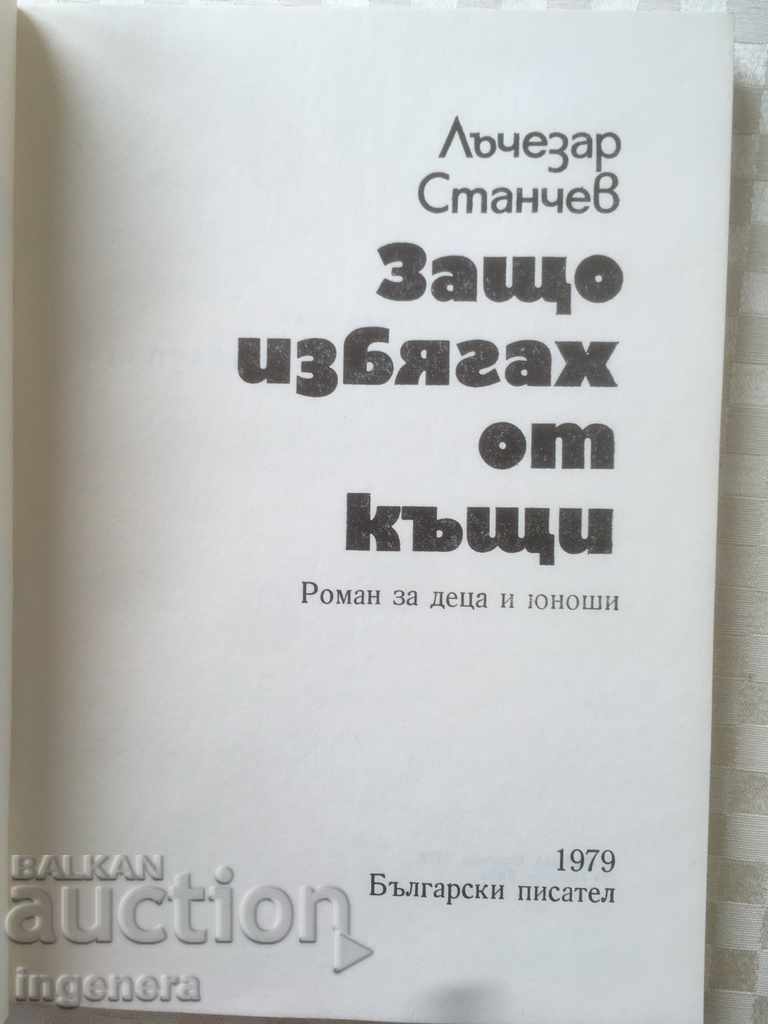 Лъчезар
Станчев
Защо
избягах
от
къщи
Роман за деца и юноши
1979
Български писател
BALKAN
auction
ingenera